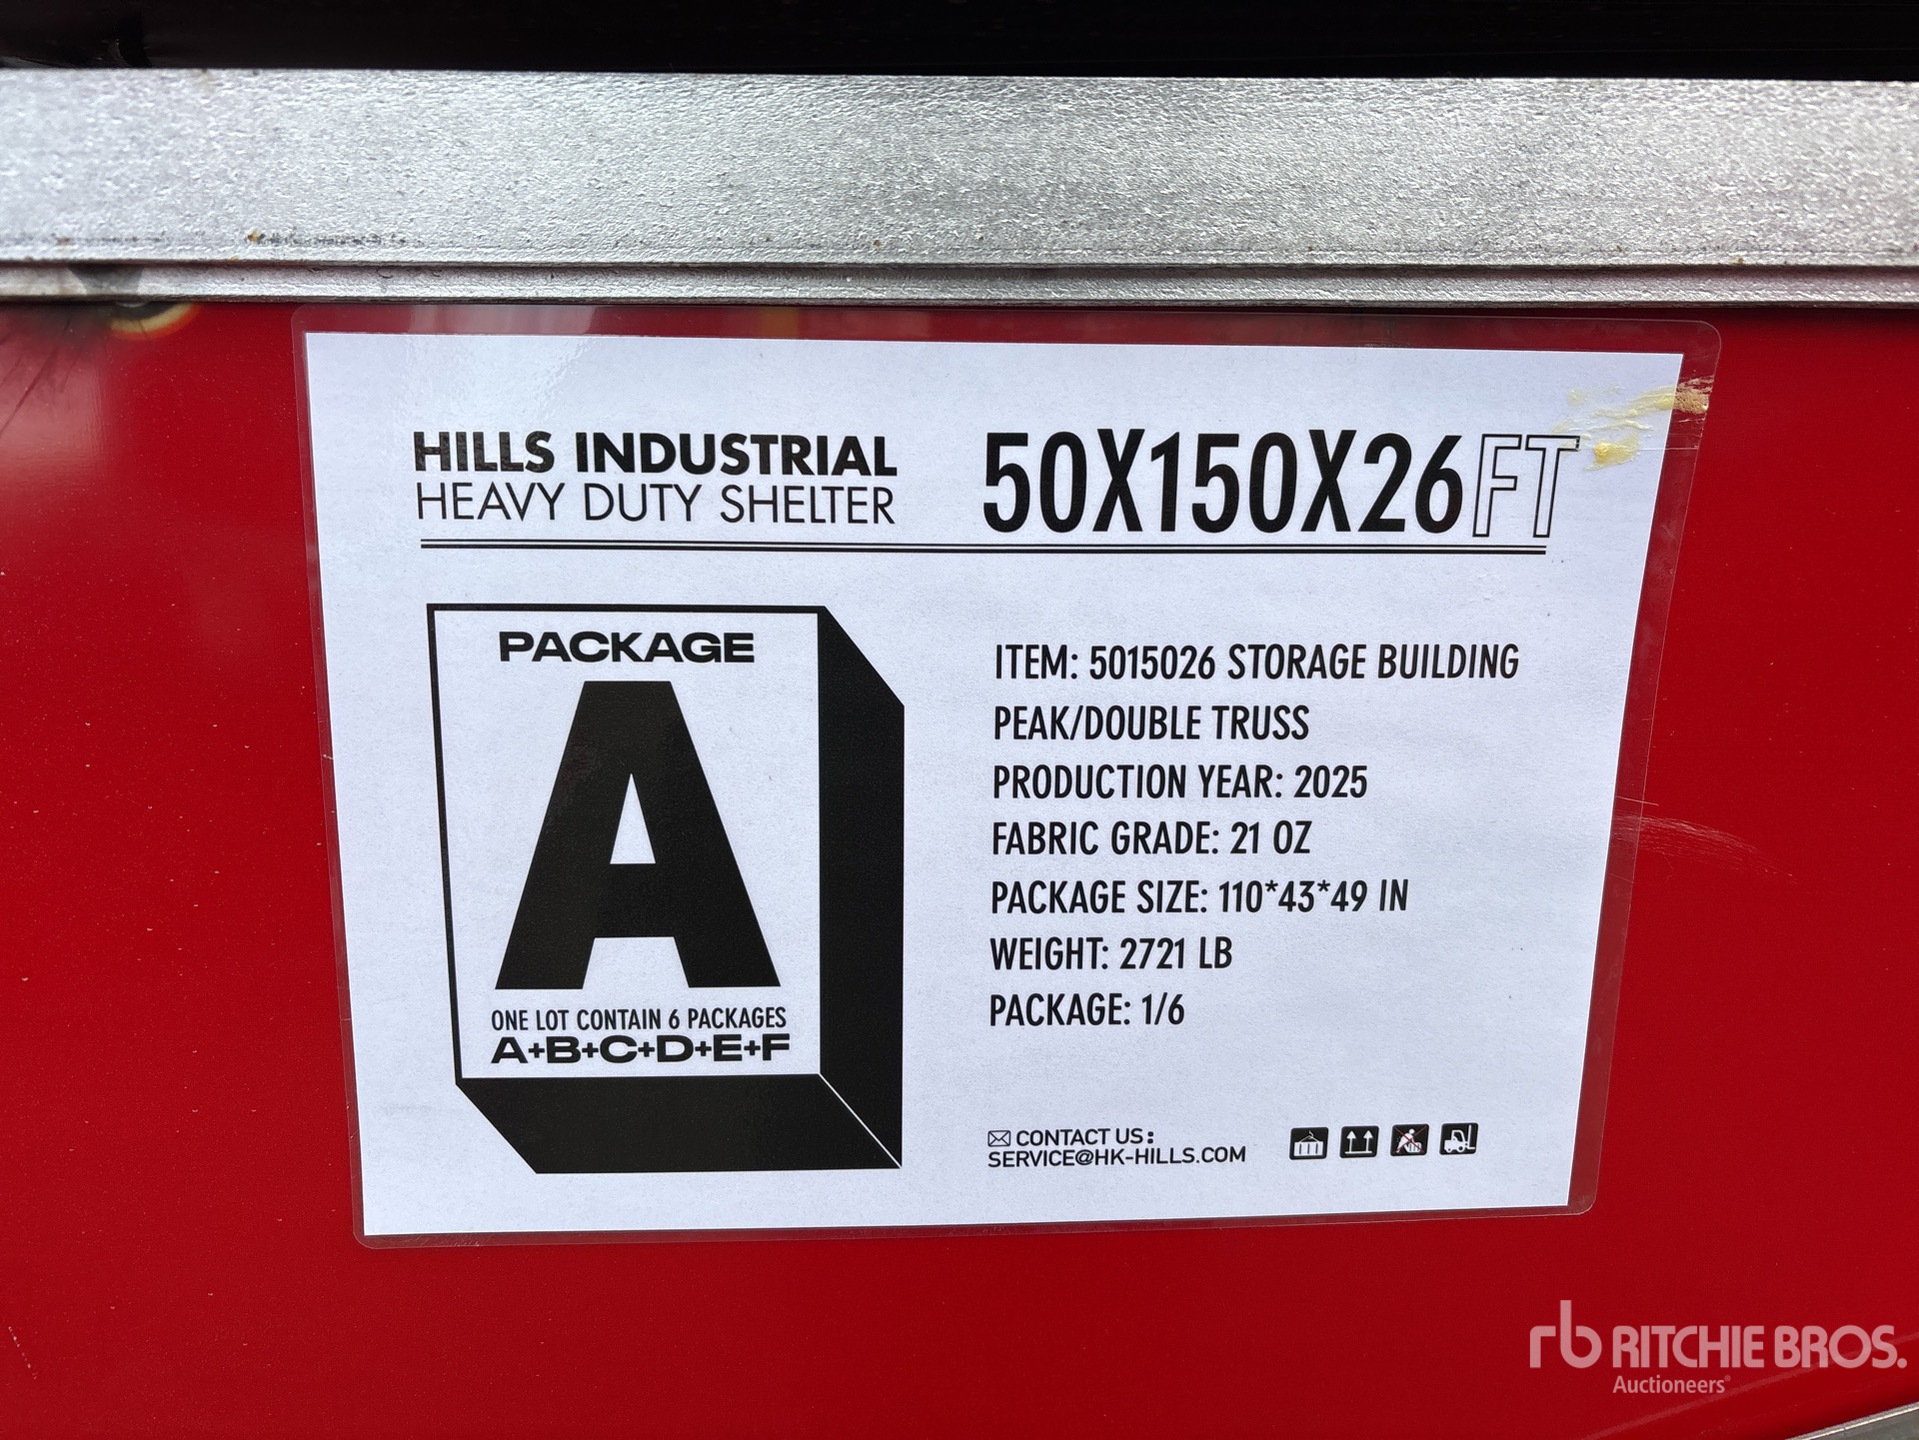 HILLS INDUSTRIAL
HEAVY DUTY SHELTER
50X150X26FT
PACKAGE
A
ONE LOT CONTAIN 6 PACKAGES
A+B+C+D+E+F
ITEM: 5015026 STORAGE BUILDING
PEAK/DOUBLE TRUSS
PRODUCTION YEAR: 2025
FABRIC GRADE: 21 OZ
PACKAGE SIZE: 110*43*49 IN
WEIGHT: 2721 LB
PACKAGE: 1/6
CONTACT US:
SERVICE@HK-HILLS.COM
rb RITCHIE BROS.
Auctioneers®